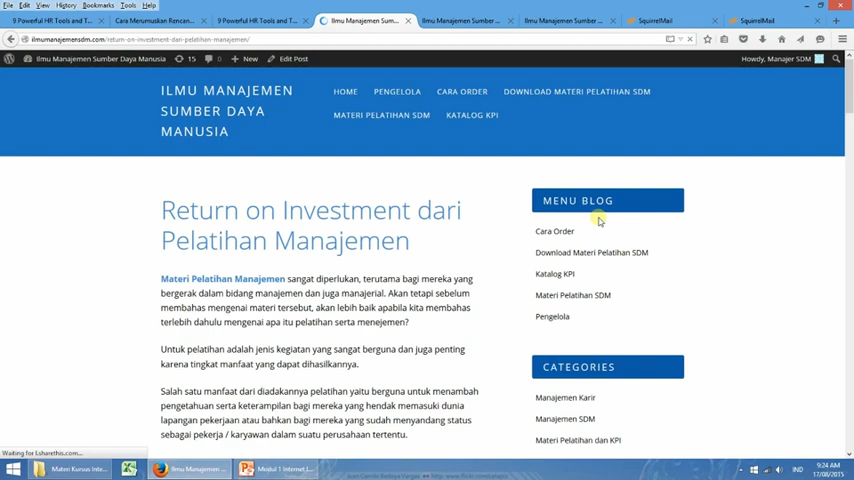 File Edit View History Bookmarks Tools Help
9 Powerful HR Tools and T...
Cara Merumuskan Rencan...
9 Powerful HR Tools and T...
Ilmu Manajemen Sum...
Ilmu Manajemen Sumber ...
Ilmu Manajemen Sumber ...
SquirrelMail
SquirrelMail
ilmumanajemensdm.com/return-on-investment-dari-pelatihan-manajemen/
Ilmu Manajemen Sumber Daya Manusia 15 0 + New Edit Post
Howdy, Manajer SDM
ILMU MANAJEMEN
SUMBER DAYA
MANUSIA
HOME PENGELOLA CARA ORDER DOWNLOAD MATERI PELATIHAN SDM
MATERI PELATIHAN SDM KATALOG KPI
Return on Investment dari
Pelatihan Manajemen
Materi Pelatihan Manajemen sangat diperlukan, terutama bagi mereka yang
bergerak dalam bidang manajemen dan juga manajerial. Akan tetapi sebelum
membahas mengenai materi tersebut, akan lebih baik apabila kita membahas
terlebih dahulu mengenai apa itu pelatihan serta menejemen?
Untuk pelatihan adalah jenis kegiatan yang sangat berguna dan juga penting
karena tingkat manfaat yang dapat dihasilkannya.
Salah satu manfaat dari diadakannya pelatihan yaitu berguna untuk menambah
pengetahuan serta keterampilan bagi mereka yang hendak memasuki dunia
lapangan pekerjaan atau bahkan bagi mereka yang sudah menyandang status
sebagai pekerja / karyawan dalam suatu perusahaan tertentu.
MENU BLOG
Cara Order
Download Materi Pelatihan SDM
Katalog KPI
Materi Pelatihan SDM
Pengelola
CATEGORIES
Manajemen Karir
Manajemen SDM
Materi Pelatihan dan KPI
Waiting for l.sharethis.com...
Materi Kursus Inte...
Ilmu Manajemen ...
Modul 1 Internet [...
IND
9:24 AM
17/08/2015